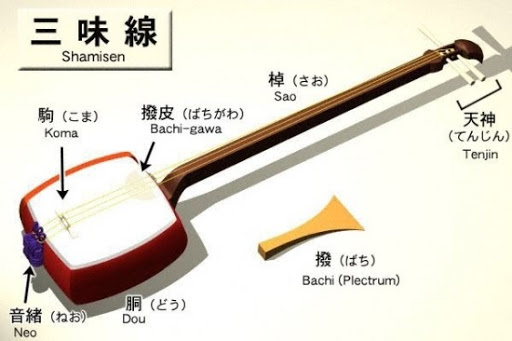 三味線
Shamisen
棹（さお）
Sao
駒（こま）
Koma
撥皮（ばちがわ）
Bachi-gawa
天神
（てんじん）
Tenjin
撥（ばち）
Bachi (Plectrum)
胴（どう）
Dou
音緒（ねお）
Neo